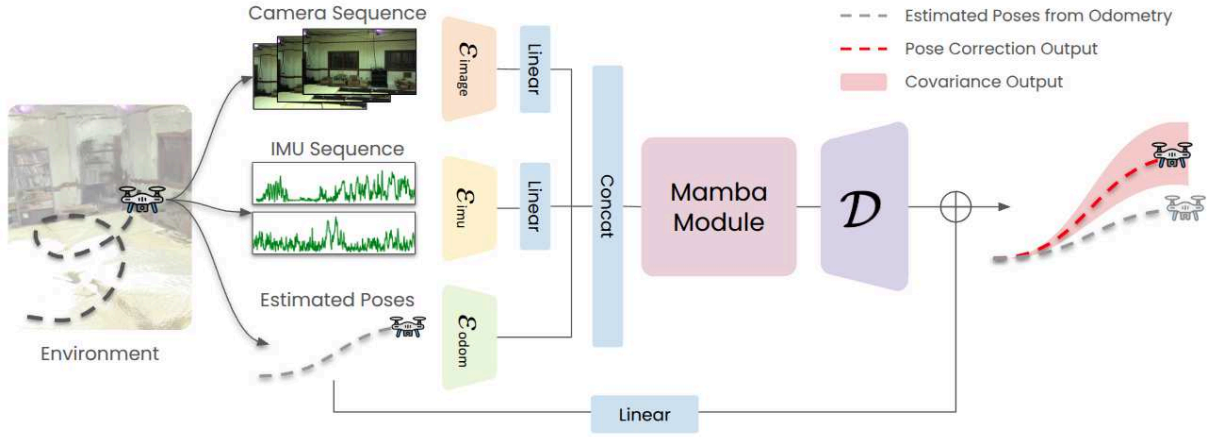 Camera Sequence
ℰimage
Linear
Estimated Poses from Odometry
Pose Correction Output
Covariance Output
IMU Sequence
ℰimu
Linear
Concat
Mamba
Module
𝒟
Estimated Poses
ℰodom
Environment
Linear